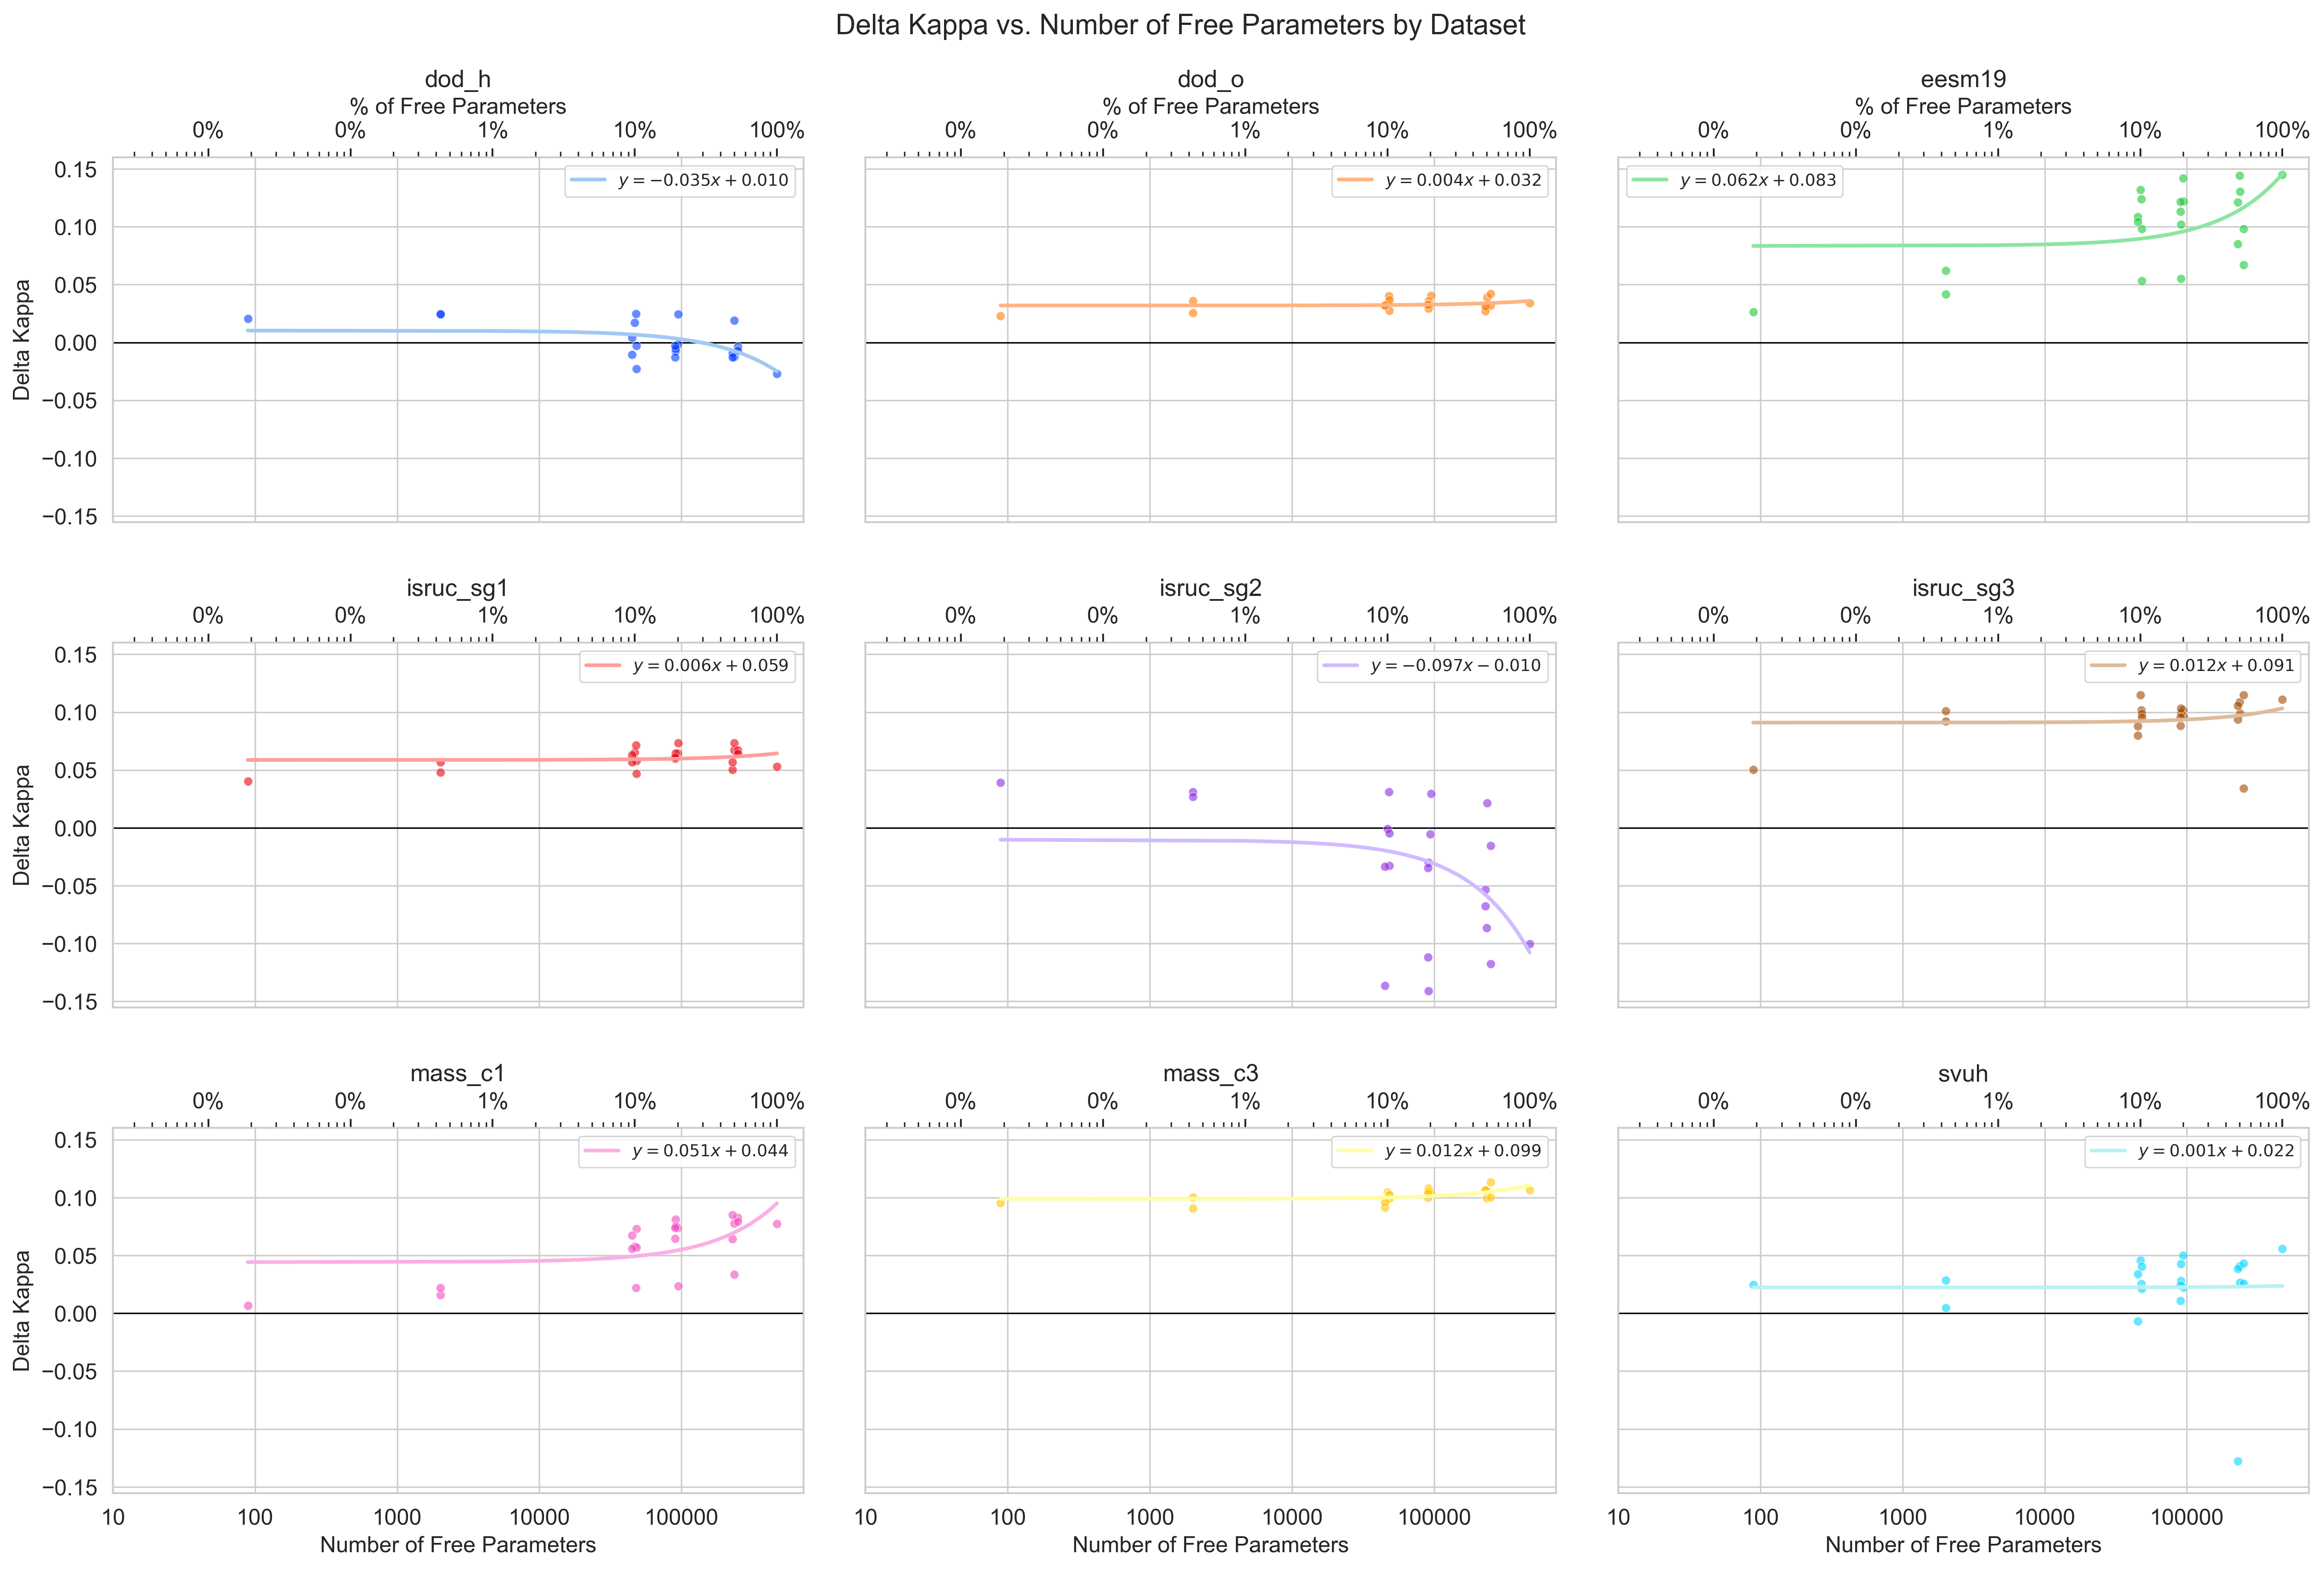 Delta Kappa vs. Number of Free Parameters by Dataset
dod_h dod_o eesm19
% of Free Parameters % of Free Parameters % of Free Parameters
0% 0% 1% 10% 100% 0% 0% 1% 10% 100% 0% 0% 1% 10% 100%
0.15
y = −0.035x + 0.010 y = 0.004x + 0.032 y = 0.062x + 0.083
0.10
0.05
0.00
−0.05
−0.10
−0.15
Delta Kappa
isruc_sg1 isruc_sg2 isruc_sg3
0% 0% 1% 10% 100% 0% 0% 1% 10% 100% 0% 0% 1% 10% 100%
0.15
y = 0.006x + 0.059 y = −0.097x − 0.010 y = 0.012x + 0.091
0.10
0.05
0.00
−0.05
−0.10
−0.15
Delta Kappa
mass_c1 mass_c3 svuh
0% 0% 1% 10% 100% 0% 0% 1% 10% 100% 0% 0% 1% 10% 100%
0.15
y = 0.051x + 0.044 y = 0.012x + 0.099 y = 0.001x + 0.022
0.10
0.05
0.00
−0.05
−0.10
−0.15
Delta Kappa
10 100 1000 10000 100000 10 100 1000 10000 100000 10 100 1000 10000 100000
Number of Free Parameters Number of Free Parameters Number of Free Parameters